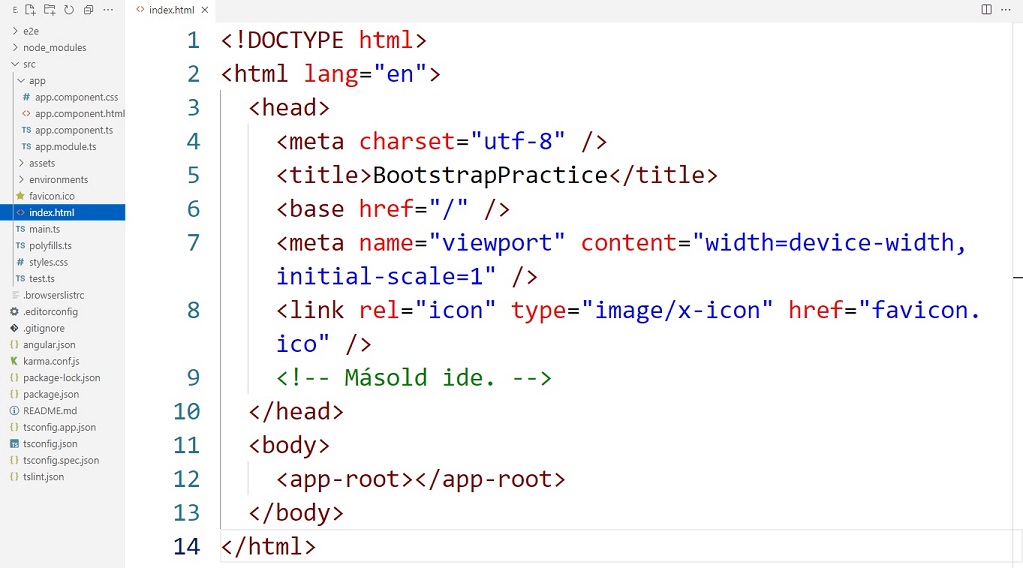 E
index.html
e2e
node_modules
src
app
app.component.css
app.component.html
TS app.component.ts
TS app.module.ts
assets
environments
favicon.ico
index.html
TS main.ts
TS polyfills.ts
# styles.css
TS test.ts
.browserslistrc
.editorconfig
.gitignore
{} angular.json
karma.conf.js
{} package-lock.json
{} package.json
README.md
{} tsconfig.app.json
TS tsconfig.json
{} tsconfig.spec.json
{} tslint.json
1 <!DOCTYPE html>
2 <html lang="en">
3 <head>
4 <meta charset="utf-8" />
5 <title>BootstrapPractice</title>
6 <base href="/" />
7 <meta name="viewport" content="width=device-width,
initial-scale=1" />
8 <link rel="icon" type="image/x-icon" href="favicon.
ico" />
9 <!-- Másold ide. -->
10 </head>
11 <body>
12 <app-root></app-root>
13 </body>
14 </html>